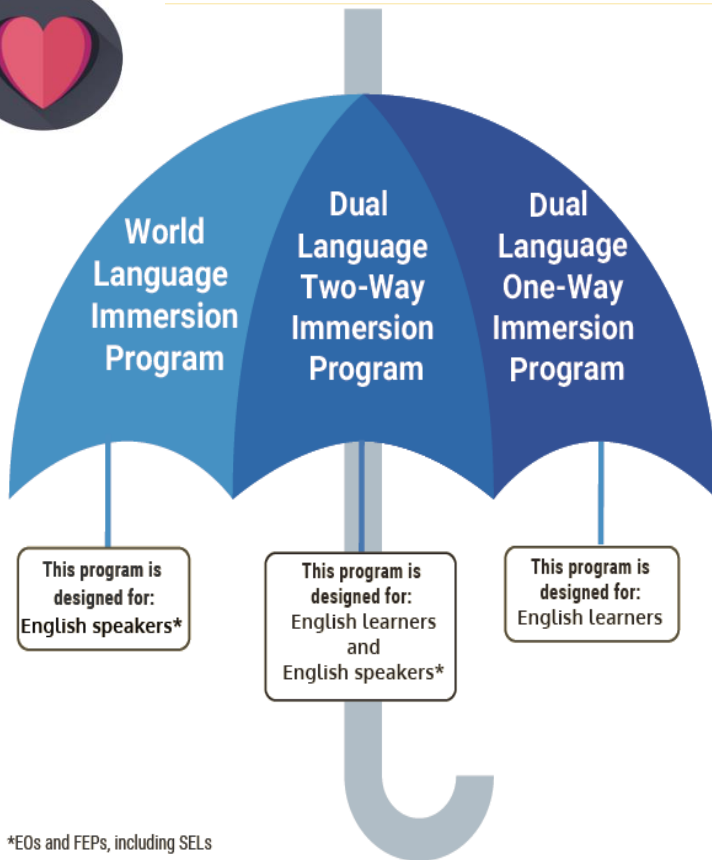 World
Language
Immersion
Program
Dual
Language
Two-Way
Immersion
Program
Dual
Language
One-Way
Immersion
Program
This program is
designed for:
English speakers*
This program is
designed for:
English learners
and
English speakers*
This program is
designed for:
English learners
*EOs and FEPs, including SELs